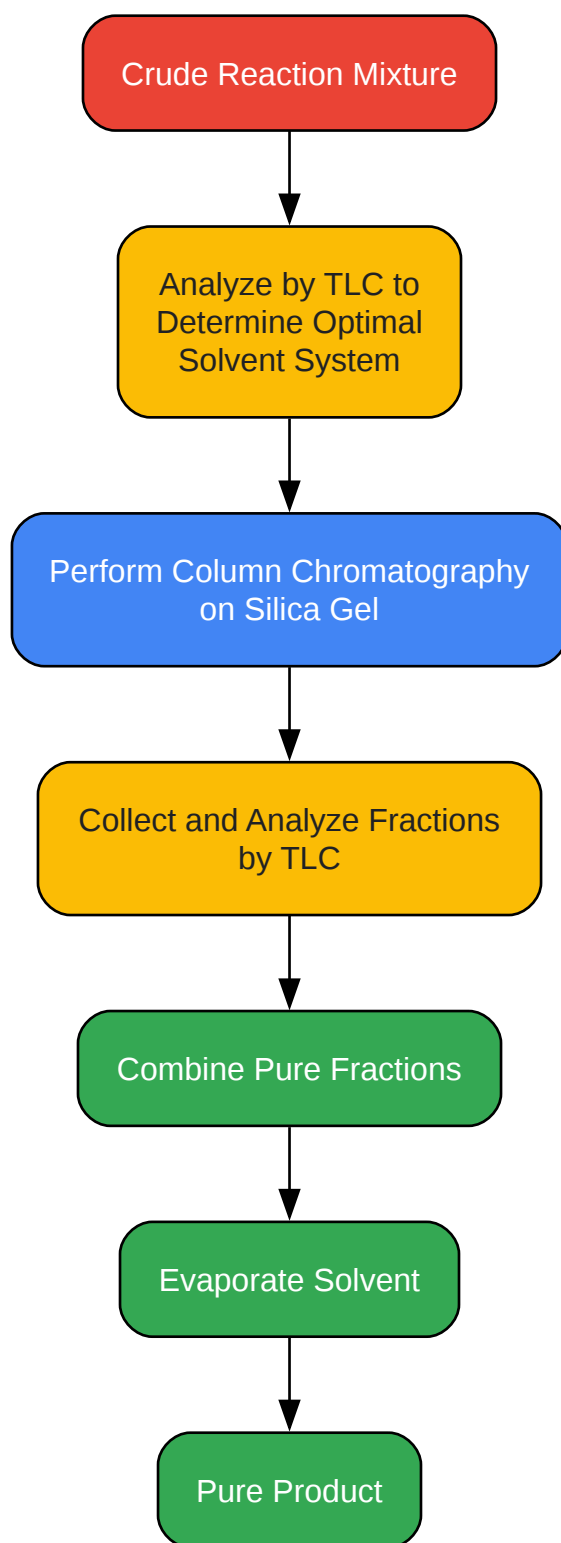 Crude Reaction Mixture
Analyze by TLC to
Determine Optimal
Solvent System
Perform Column Chromatography
on Silica Gel
Collect and Analyze Fractions
by TLC
Combine Pure Fractions
Evaporate Solvent
Pure Product